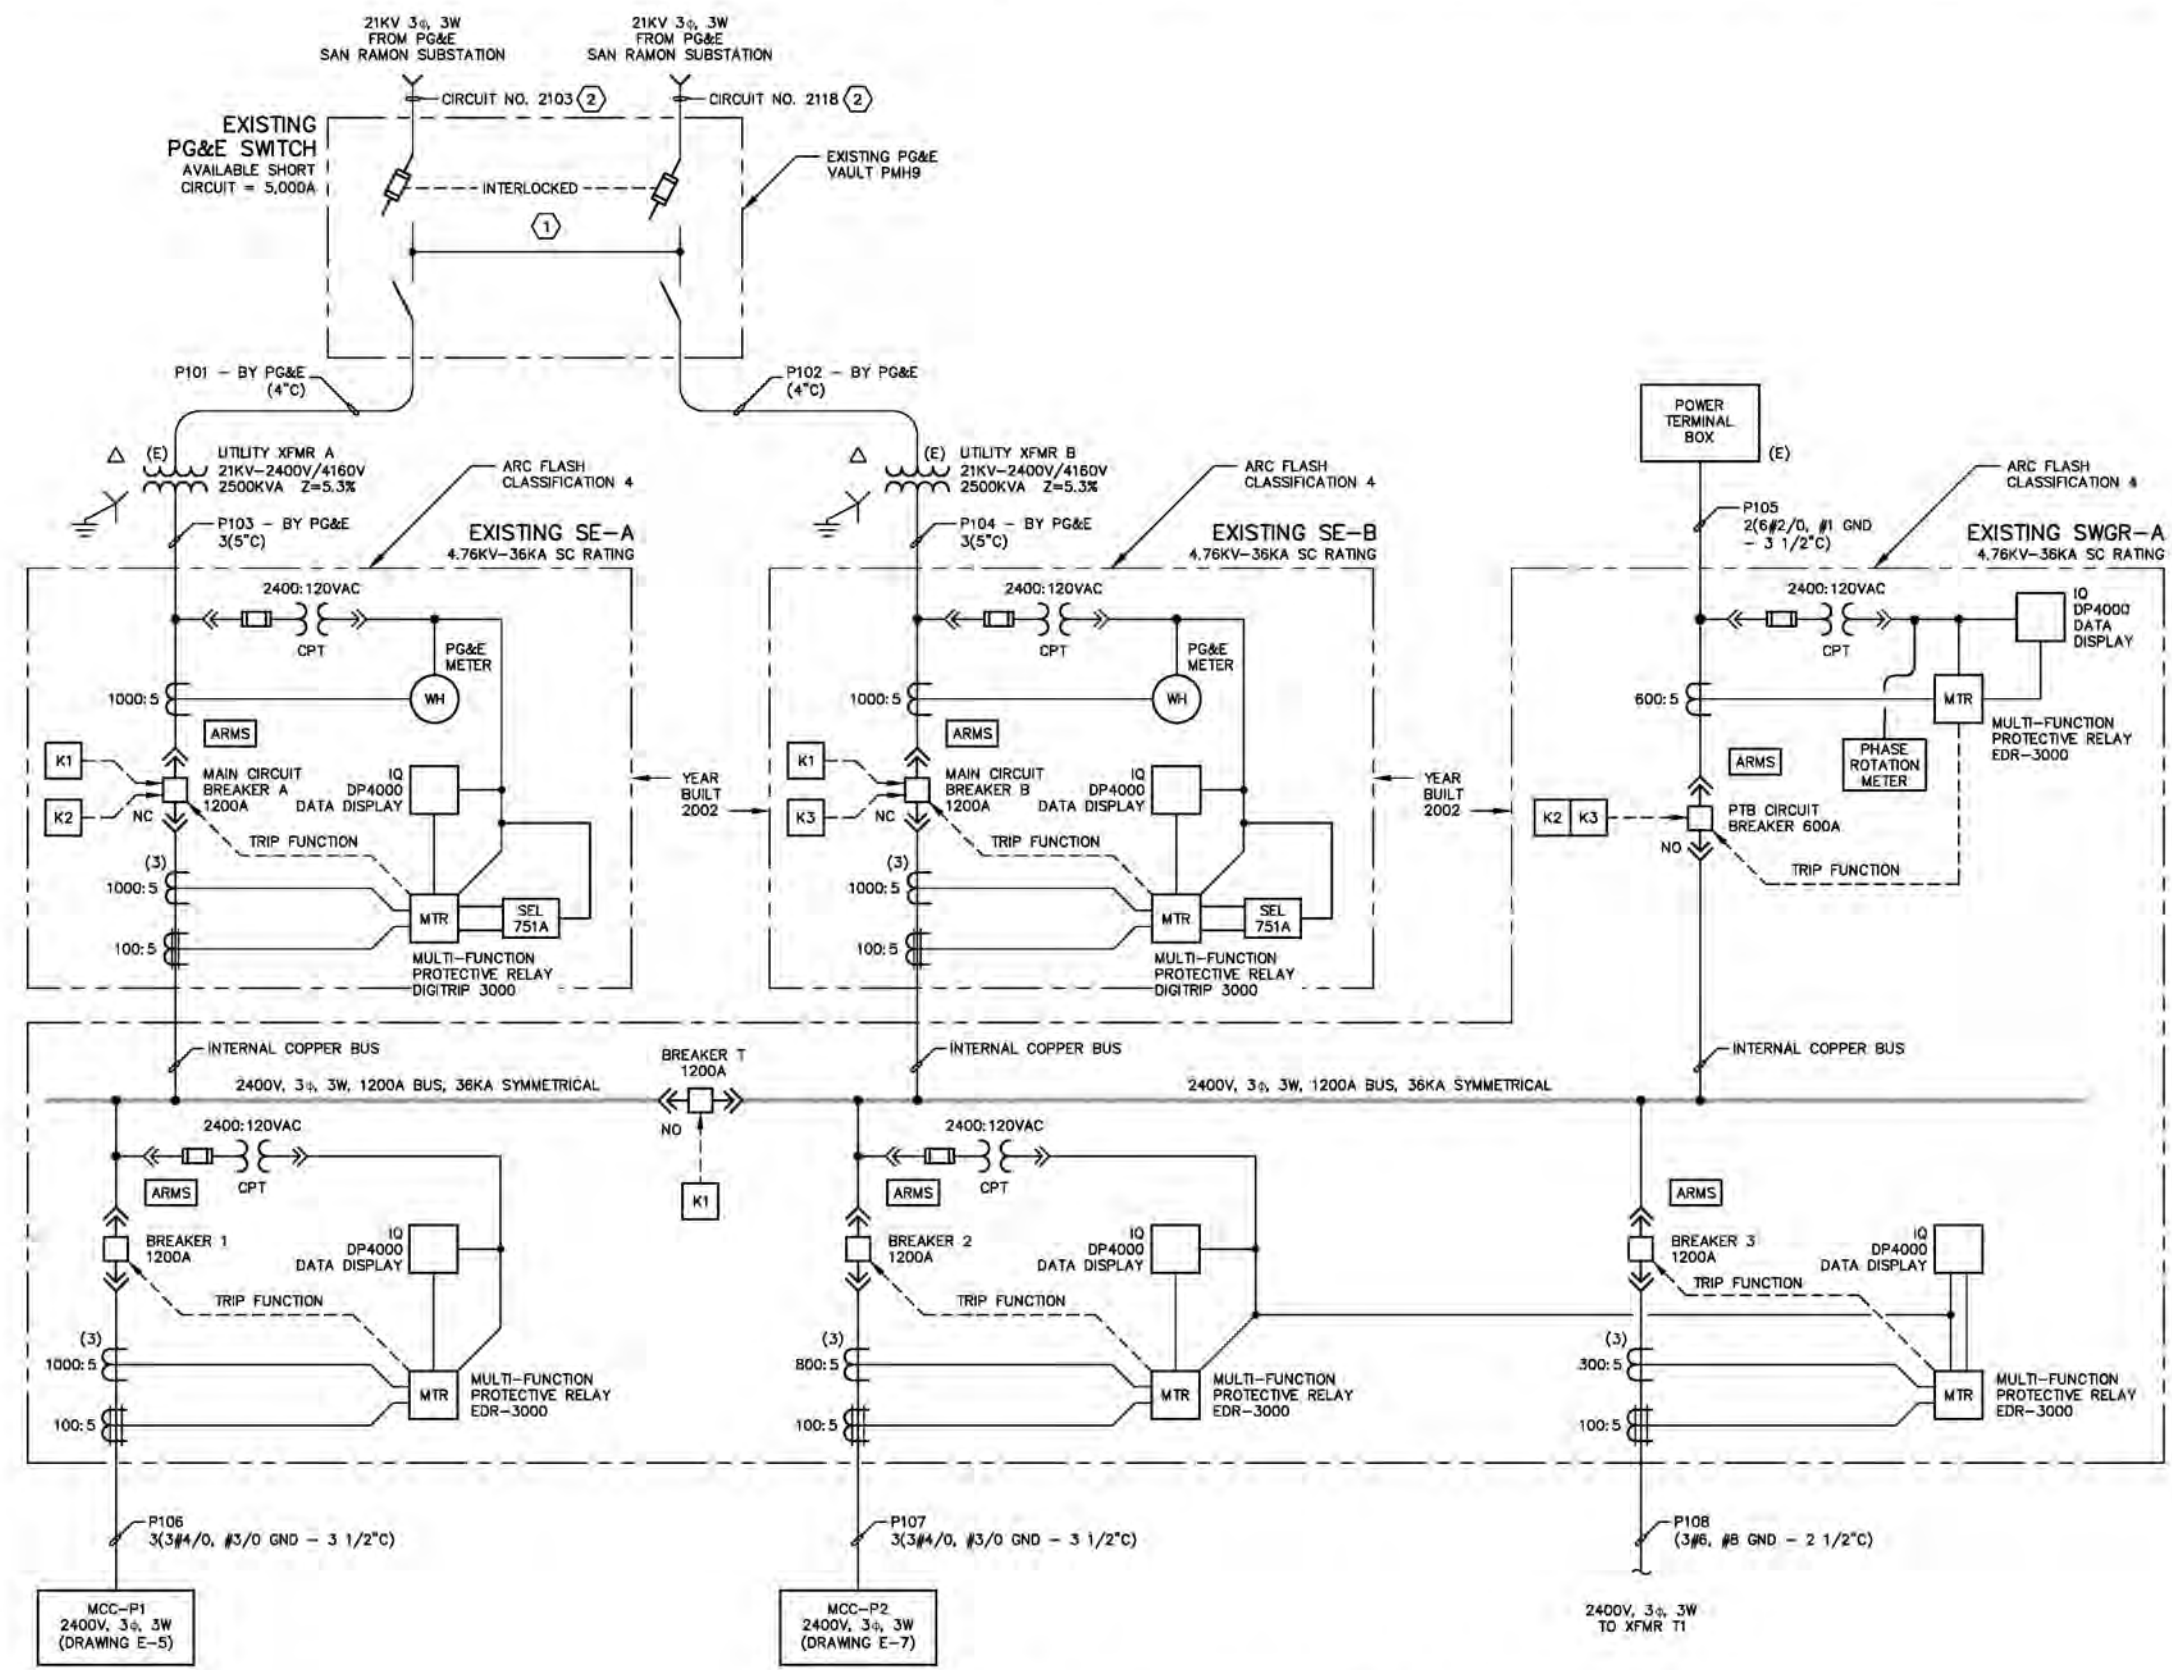 21KV 3ϕ, 3W
FROM PG&E
SAN RAMON SUBSTATION
21KV 3ϕ, 3W
FROM PG&E
SAN RAMON SUBSTATION
CIRCUIT NO. 2103 2
CIRCUIT NO. 2118 2
EXISTING
PG&E SWITCH
AVAILABLE SHORT
CIRCUIT = 5,000A
INTERLOCKED
1
EXISTING PG&E
VAULT PMH9
P101 - BY PG&E
(4"C)
P102 - BY PG&E
(4"C)
POWER
TERMINAL
BOX
(E)
(E)
UTILITY XFMR A
21KV-2400V/4160V
2500KVA Z=5.3%
ARC FLASH
CLASSIFICATION 4
(E)
UTILITY XFMR B
21KV-2400V/4160V
2500KVA Z=5.3%
ARC FLASH
CLASSIFICATION 4
ARC FLASH
CLASSIFICATION 4
P103 - BY PG&E
3(5"C)
EXISTING SE-A
4.76KV-36KA SC RATING
P104 - BY PG&E
3(5"C)
EXISTING SE-B
4.76KV-36KA SC RATING
P105
2(6#2/0, #1 GND
- 3 1/2"C)
EXISTING SWGR-A
4.76KV-36KA SC RATING
2400:120VAC
CPT
PG&E
METER
WH
1000:5
ARMS
K1
K2
NC
MAIN CIRCUIT
BREAKER A
1200A
IQ
DP4000
DATA DISPLAY
TRIP FUNCTION
(3)
1000:5
MTR
SEL
751A
100:5
MULTI-FUNCTION
PROTECTIVE RELAY
DIGITRIP 3000
YEAR
BUILT
2002
2400:120VAC
CPT
PG&E
METER
WH
1000:5
ARMS
K1
K3
NC
MAIN CIRCUIT
BREAKER B
1200A
IQ
DP4000
DATA DISPLAY
TRIP FUNCTION
(3)
1000:5
MTR
SEL
751A
100:5
MULTI-FUNCTION
PROTECTIVE RELAY
DIGITRIP 3000
YEAR
BUILT
2002
2400:120VAC
CPT
IQ
DP4000
DATA
DISPLAY
600:5
MTR
MULTI-FUNCTION
PROTECTIVE RELAY
EDR-3000
PHASE
ROTATION
METER
ARMS
K2 K3
PTB CIRCUIT
BREAKER 600A
NO
TRIP FUNCTION
INTERNAL COPPER BUS
BREAKER T
1200A
INTERNAL COPPER BUS
INTERNAL COPPER BUS
2400V, 3ϕ, 3W, 1200A BUS, 36KA SYMMETRICAL
2400V, 3ϕ, 3W, 1200A BUS, 36KA SYMMETRICAL
NO
K1
2400:120VAC
CPT
ARMS
BREAKER 1
1200A
IQ
DP4000
DATA DISPLAY
TRIP FUNCTION
(3)
1000:5
MTR
MULTI-FUNCTION
PROTECTIVE RELAY
EDR-3000
100:5
2400:120VAC
CPT
ARMS
BREAKER 2
1200A
IQ
DP4000
DATA DISPLAY
TRIP FUNCTION
(3)
800:5
MTR
MULTI-FUNCTION
PROTECTIVE RELAY
EDR-3000
100:5
ARMS
BREAKER 3
1200A
IQ
DP4000
DATA DISPLAY
TRIP FUNCTION
(3)
300:5
MTR
MULTI-FUNCTION
PROTECTIVE RELAY
EDR-3000
100:5
P106
3(3#4/0, #3/0 GND - 3 1/2"C)
P107
3(3#4/0, #3/0 GND - 3 1/2"C)
P108
(3#6, #8 GND - 2 1/2"C)
MCC-P1
2400V, 3ϕ, 3W
(DRAWING E-5)
MCC-P2
2400V, 3ϕ, 3W
(DRAWING E-7)
2400V, 3ϕ, 3W
TO XFMR T1